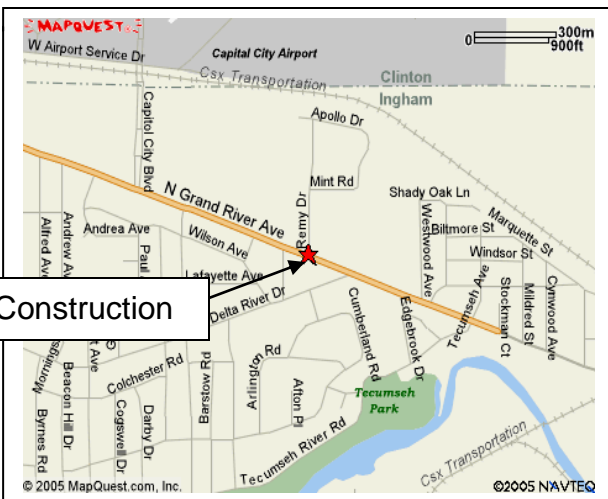 MAPQUEST
W Airport Service Dr
Capital City Airport
300m
0
900ft
Csx Transportation
Clinton
Ingham
Capitol City Blvd
Apollo Dr
Mint Rd
N Grand River Ave
Remy Dr
Shady Oak Ln
Alfred Ave
Andrew Ave
Andrea Ave
Paul
Wilson Ave
Westwood Ave
Biltmore St
Marquette St
Windsor St
Lafayette Ave
Delta River Dr
Construction
Tecumseh Ave
Stockman Ct
Mildred St
Cynwood Ave
Cumberland Rd
Edgebrook Dr
Mornings
t Ave
G
Colchester Rd
Barstow Rd
Arlington Rd
Afton Pl
Tecumseh
Park
Byrnes Rd
Beacon Hill Dr
Cogswell Dr
Darby Dr
Tecumseh River Rd
Csx Transportation
© 2005 MapQuest.com, Inc.
©2005 NAVTEQ